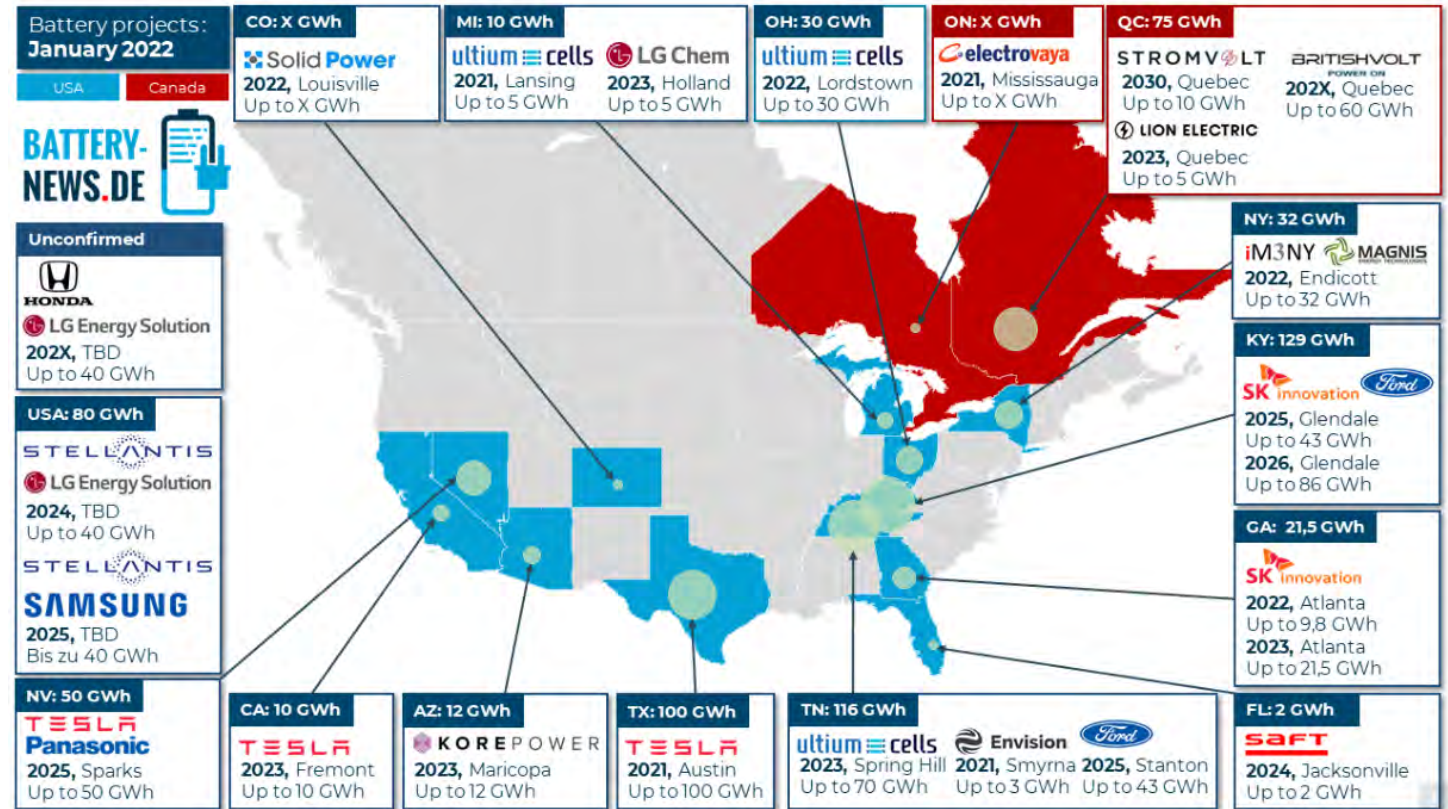 Battery projects:
January 2022
USA
Canada
BATTERY-
NEWS.DE
CO: X GWh
Solid Power
2022, Louisville
Up to X GWh
MI: 10 GWh
ultium cells
2021, Lansing
Up to 5 GWh
LG Chem
2023, Holland
Up to 5 GWh
OH: 30 GWh
ultium cells
2022, Lordstown
Up to 30 GWh
ON: X GWh
electrovaya
2021, Mississauga
Up to X GWh
QC: 75 GWh
STROMVOLT
2030, Quebec
Up to 10 GWh
BRITISHVOLT
POWER ON
202X, Quebec
Up to 60 GWh
LION ELECTRIC
2023, Quebec
Up to 5 GWh
Unconfirmed
HONDA
LG Energy Solution
202X, TBD
Up to 40 GWh
USA: 80 GWh
STELLANTIS
LG Energy Solution
2024, TBD
Up to 40 GWh
STELLANTIS
SAMSUNG
2025, TBD
Bis zu 40 GWh
NY: 32 GWh
iM3NY
MAGNIS
ENERGY TECHNOLOGIES
2022, Endicott
Up to 32 GWh
KY: 129 GWh
SK innovation
Ford
2025, Glendale
Up to 43 GWh
2026, Glendale
Up to 86 GWh
GA: 21,5 GWh
SK innovation
2022, Atlanta
Up to 9,8 GWh
2023, Atlanta
Up to 21,5 GWh
NV: 50 GWh
TESLA
Panasonic
2025, Sparks
Up to 50 GWh
CA: 10 GWh
TESLA
2023, Fremont
Up to 10 GWh
AZ: 12 GWh
KOREPOWER
2023, Maricopa
Up to 12 GWh
TX: 100 GWh
TESLA
2021, Austin
Up to 100 GWh
TN: 116 GWh
ultium cells
2023, Spring Hill
Up to 70 GWh
Envision
2021, Smyrna
Up to 3 GWh
Ford
2025, Stanton
Up to 43 GWh
FL: 2 GWh
saft
2024, Jacksonville
Up to 2 GWh